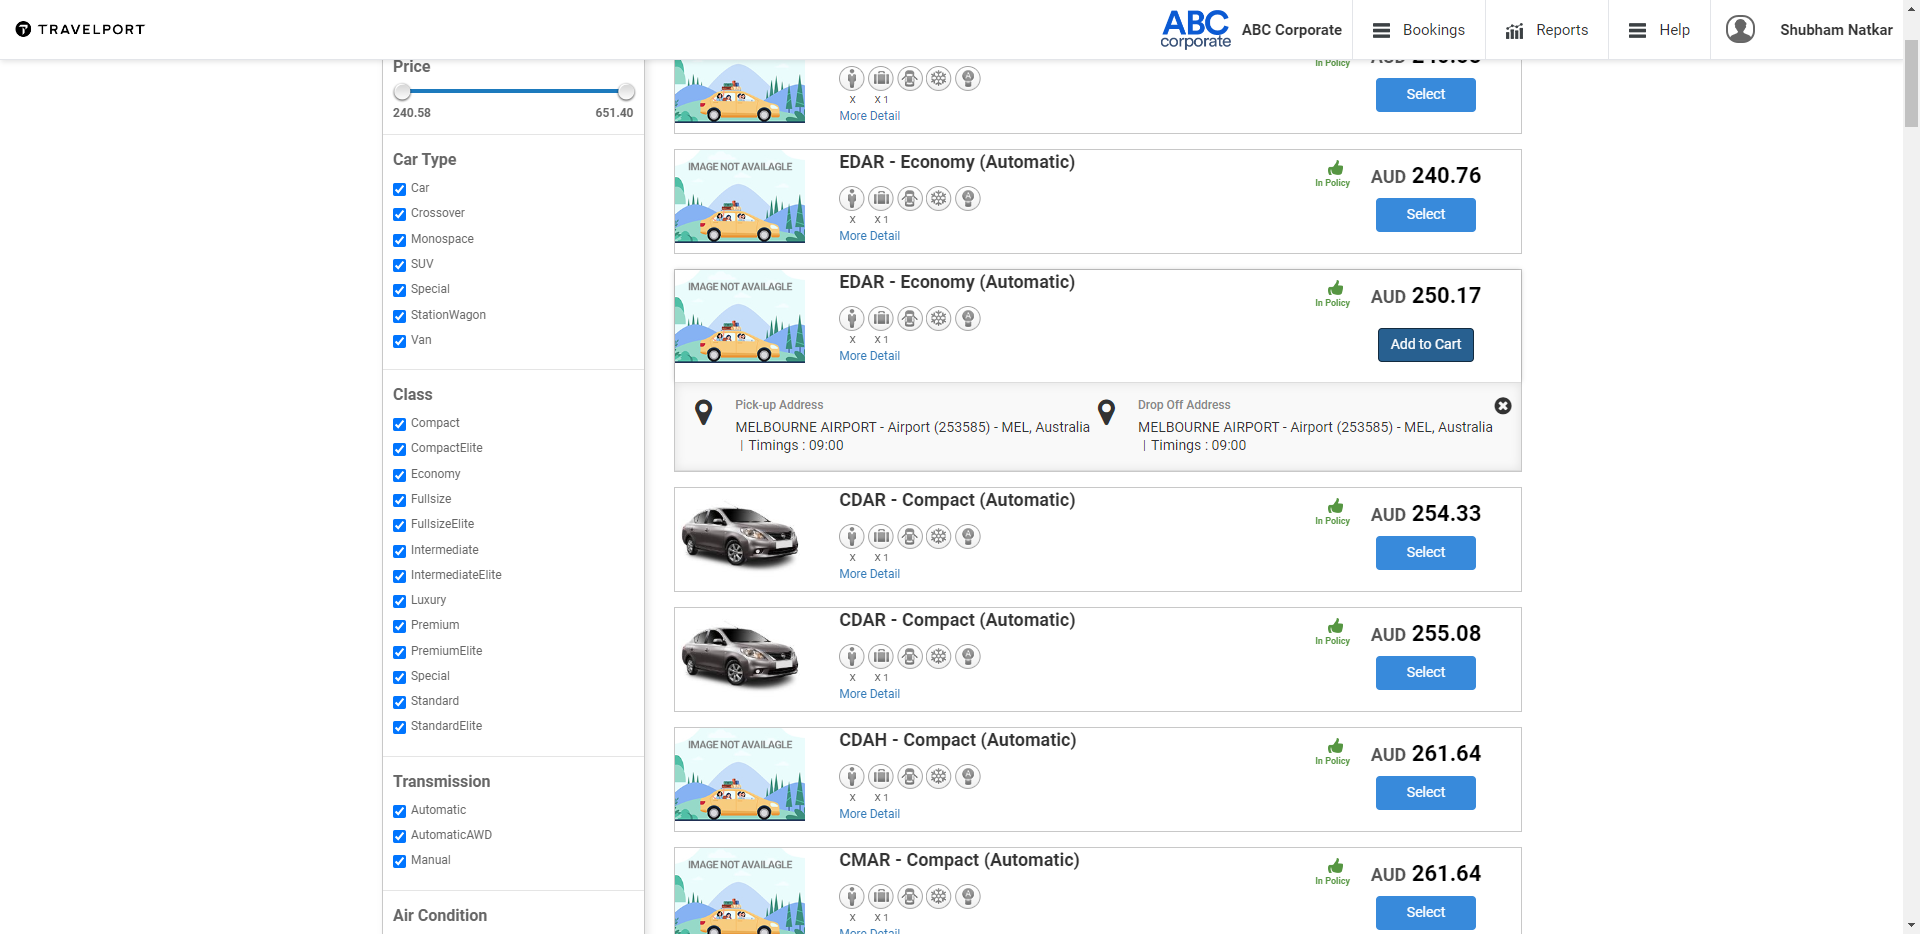 TRAVELPORT
ABC
corporate
ABC Corporate
Bookings
Reports
Help
Shubham Natkar
Price
240.58
651.40
Car Type
Car
Crossover
Monospace
SUV
Special
StationWagon
Van
Class
Compact
CompactElite
Economy
Fullsize
FullsizeElite
Intermediate
IntermediateElite
Luxury
Premium
PremiumElite
Special
Standard
StandardElite
Transmission
Automatic
AutomaticAWD
Manual
Air Condition
X
X 1
More Detail
In Policy
AUD
Select
IMAGE NOT AVAILAGLE
EDAR - Economy (Automatic)
X
X 1
More Detail
In Policy
AUD 240.76
Select
IMAGE NOT AVAILAGLE
EDAR - Economy (Automatic)
X
X 1
More Detail
In Policy
AUD 250.17
Add to Cart
Pick-up Address
MELBOURNE AIRPORT - Airport (253585) - MEL, Australia
| Timings : 09:00
Drop Off Address
MELBOURNE AIRPORT - Airport (253585) - MEL, Australia
| Timings : 09:00
CDAR - Compact (Automatic)
X
X 1
More Detail
In Policy
AUD 254.33
Select
CDAR - Compact (Automatic)
X
X 1
More Detail
In Policy
AUD 255.08
Select
IMAGE NOT AVAILAGLE
CDAH - Compact (Automatic)
X
X 1
More Detail
In Policy
AUD 261.64
Select
IMAGE NOT AVAILAGLE
CMAR - Compact (Automatic)
X
X 1
More Detail
In Policy
AUD 261.64
Select